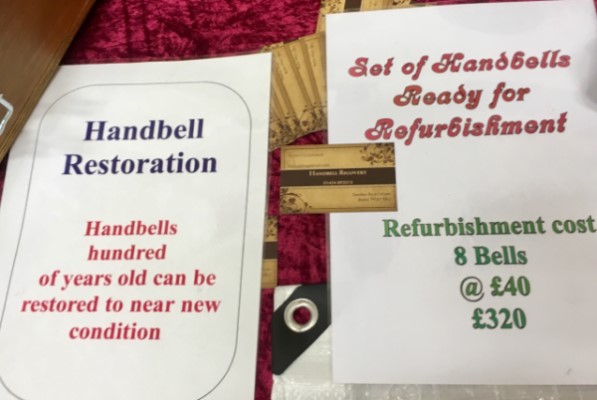 Handbell
Restoration
Handbells
hundred
of years old can be
restored to near new
condition
Set of Handbells
Ready for
Refurbishment
Refurbishment cost
8 Bells
@ £40
£320
HANDBELL RECOVERY